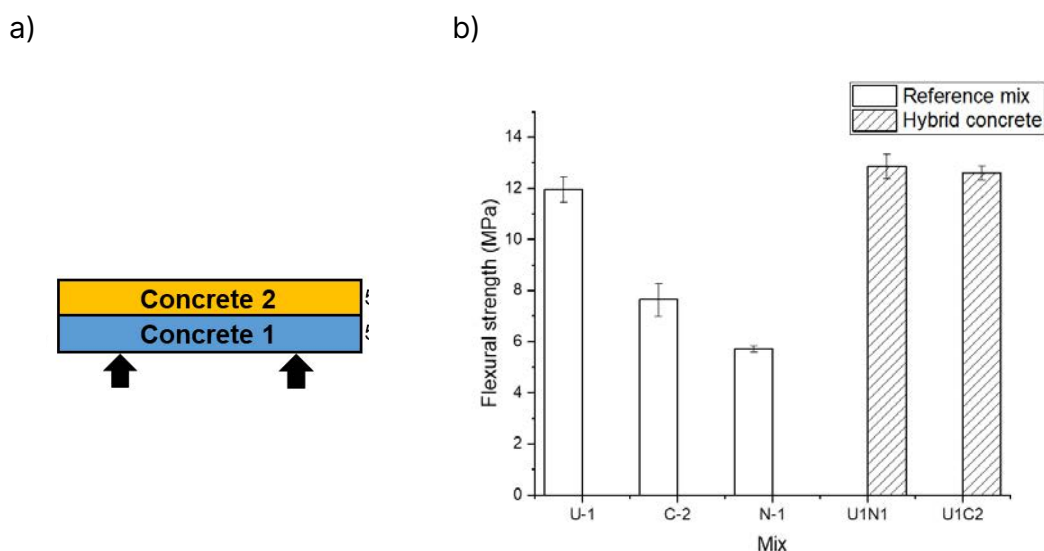 a)
b)
Concrete 2
Concrete 1
Reference mix
Hybrid concrete
Flexural strength (MPa)
14
12
10
8
6
4
2
0
U-1 C-2 N-1 U1N1 U1C2
Mix